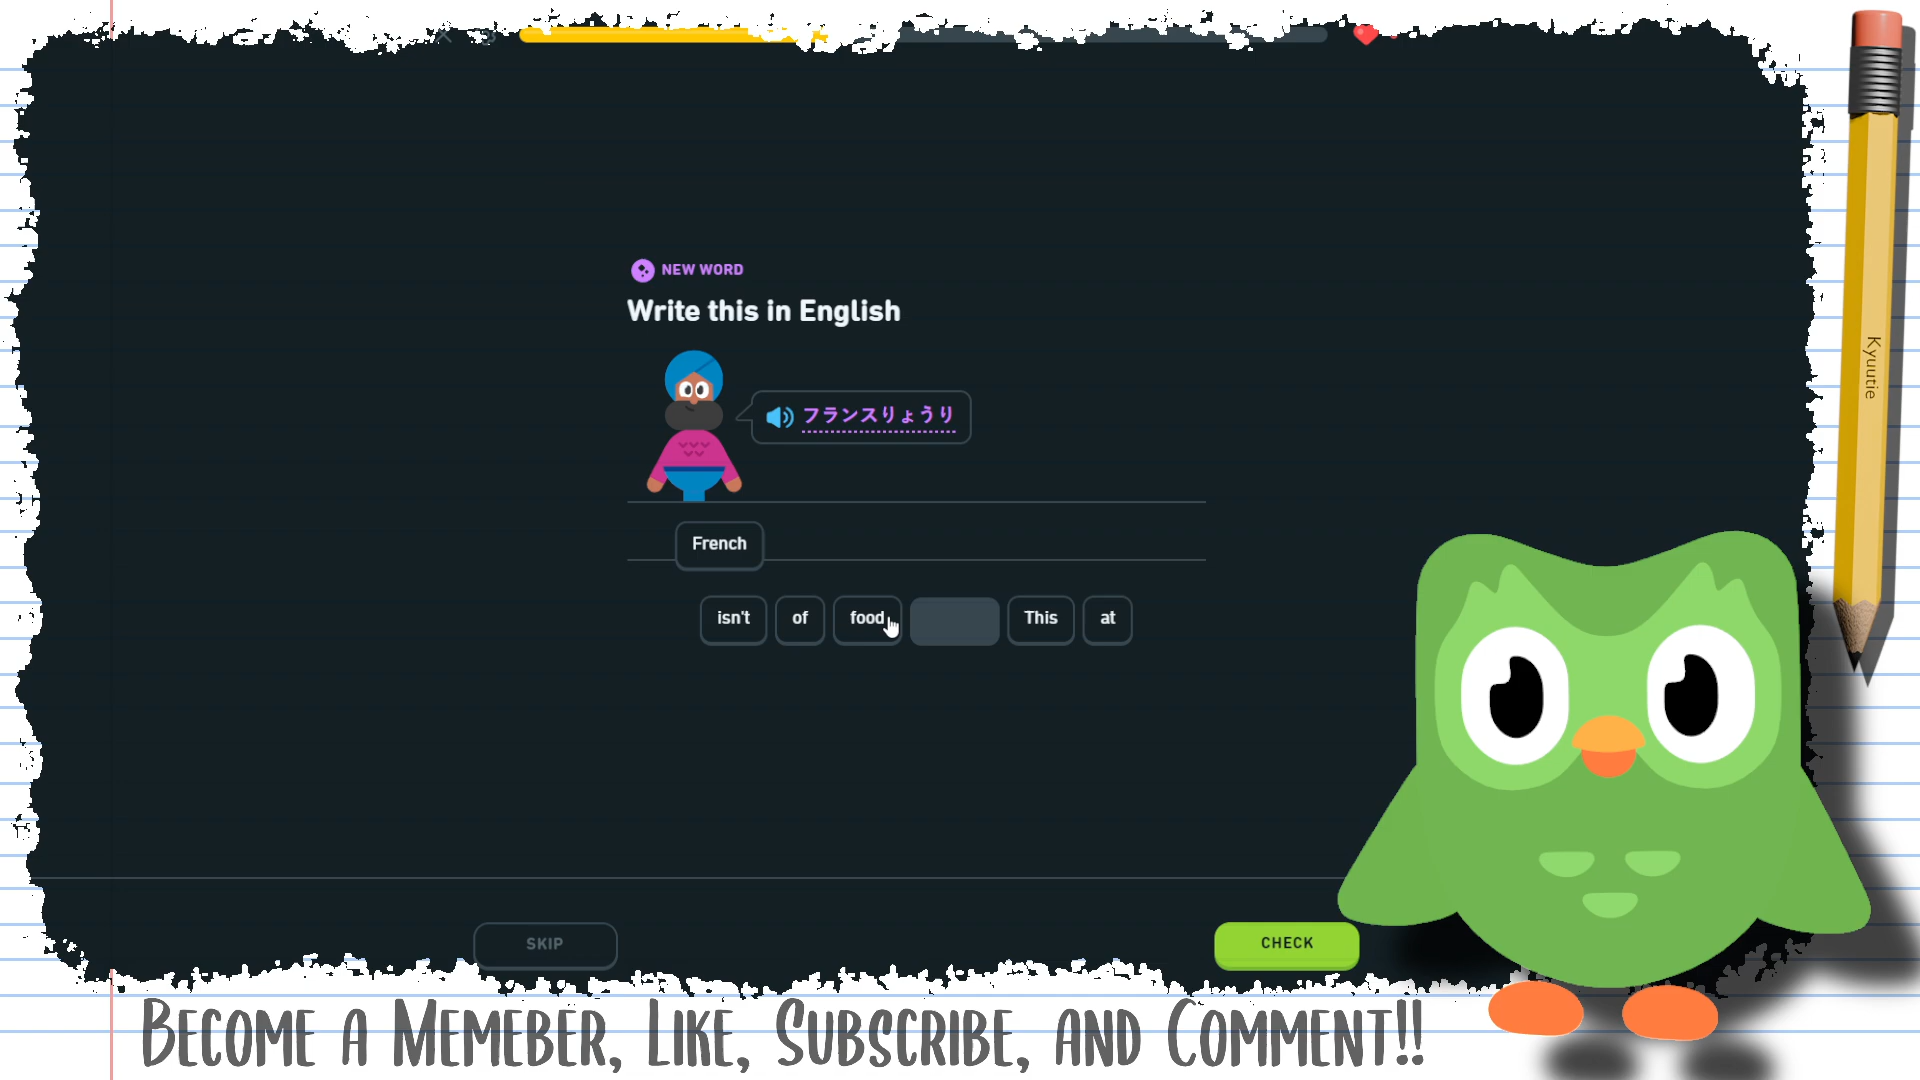 NEW WORD
Write this in English
フランスりょうり
French
isn't of food This at
SKIP CHECK
Kyuutie
BECOME A MEMEBER, LIKE, SUBSCRIBE, AND COMMENT!!